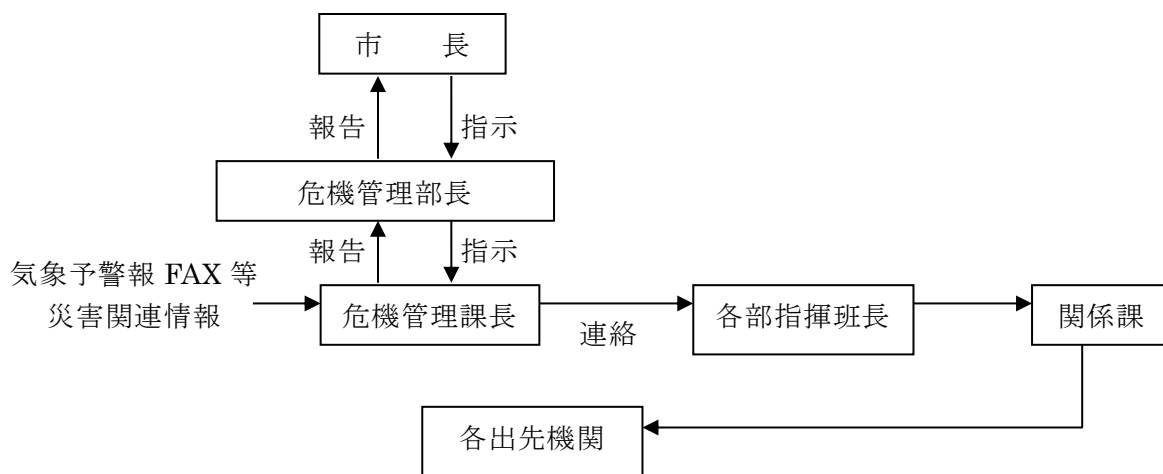 市　　長
報告
指示
危機管理部長
報告
指示
気象予警報 FAX 等
災害関連情報
危機管理課長
連絡
各部指揮班長
関係課
各出先機関